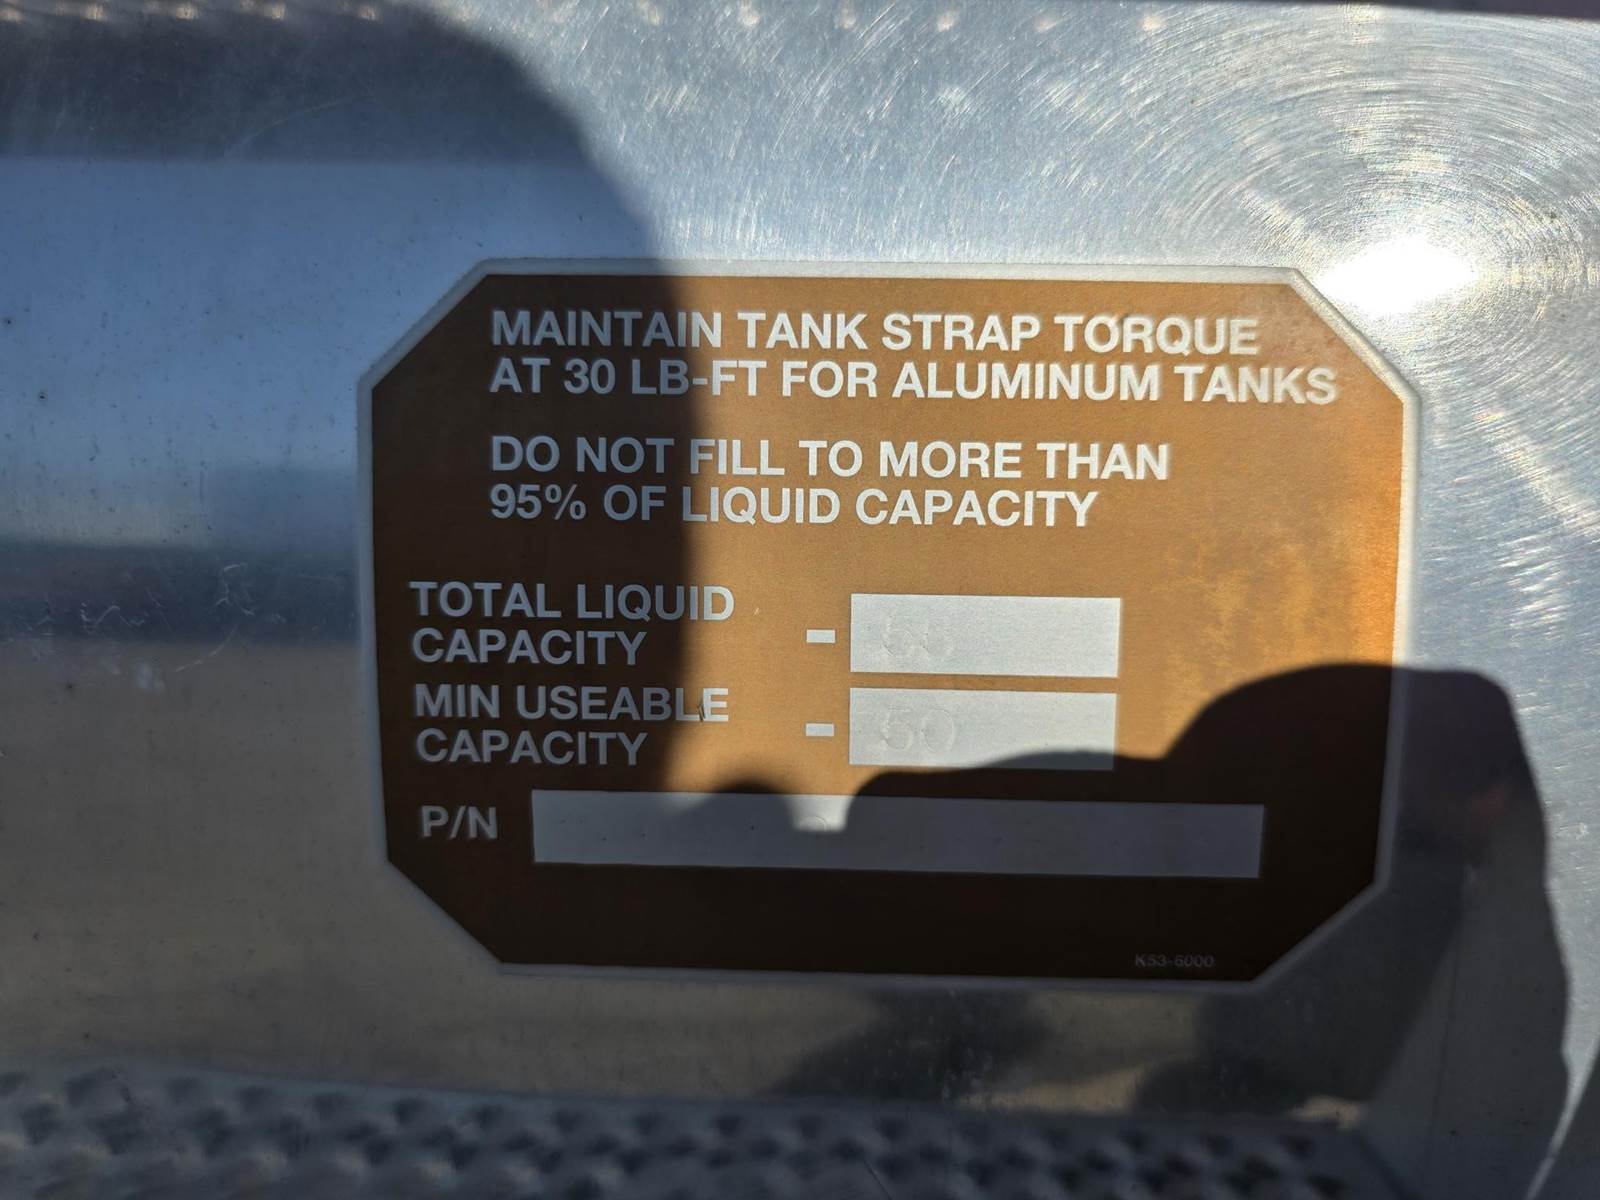 MAINTAIN TANK STRAP TORQUE
AT 30 LB-FT FOR ALUMINUM TANKS
DO NOT FILL TO MORE THAN
95% OF LIQUID CAPACITY
TOTAL LIQUID
CAPACITY -
MIN USEABLE
CAPACITY - 50
P/N
K53-6000